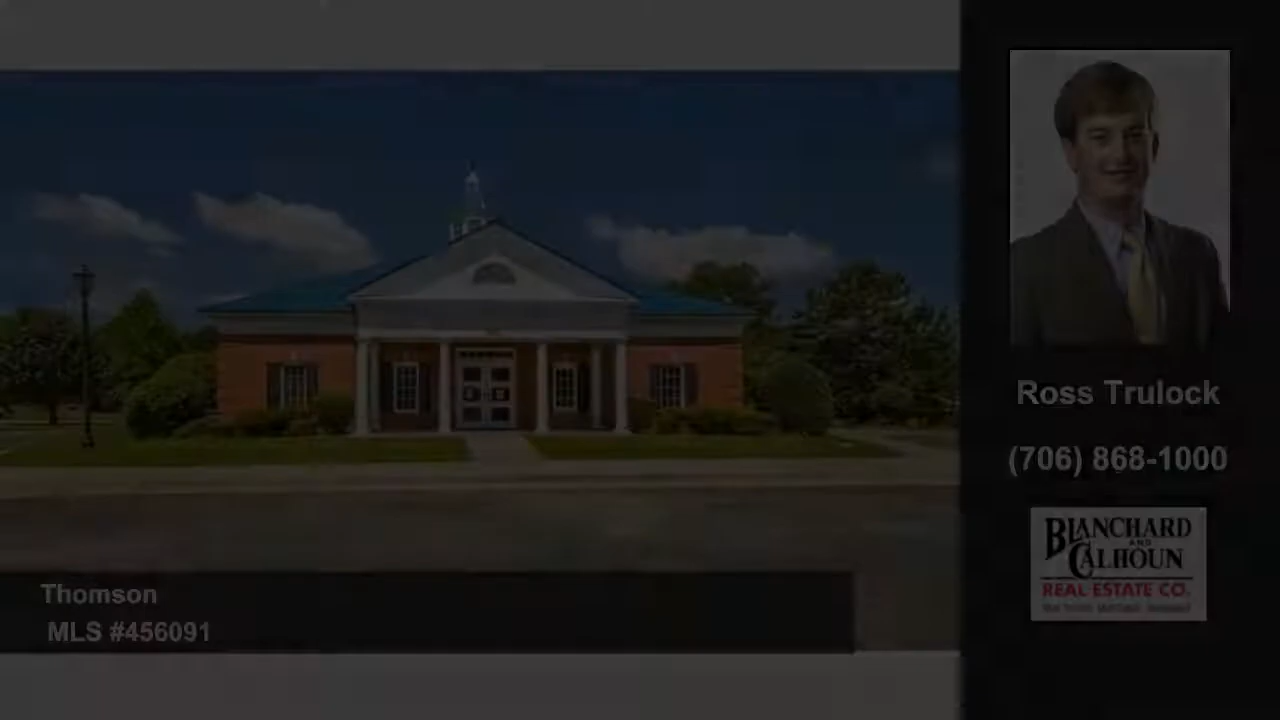 Thomson
MLS #456091
Ross Trulock
(706) 868-1000
BLANCHARD
AND
CALHOUN
REAL ESTATE CO.